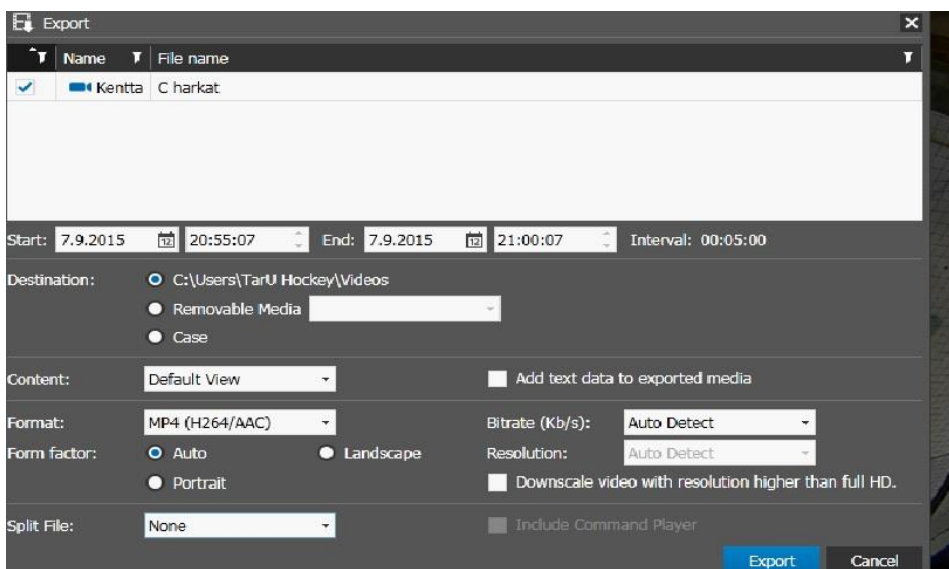 Export
Name File name
Kentta C harkat
Start: 7.9.2015 12 20:55:07 End: 7.9.2015 12 21:00:07 Interval: 00:05:00
Destination: C:\Users\TarU Hockey\Videos
Removable Media
Case
Content: Default View Add text data to exported media
Format: MP4 (H264/AAC) Bitrate (Kb/s): Auto Detect
Form factor: Auto Landscape Resolution: Auto Detect
Portrait Downscale video with resolution higher than full HD.
Split File: None Include Command Player
Export Cancel